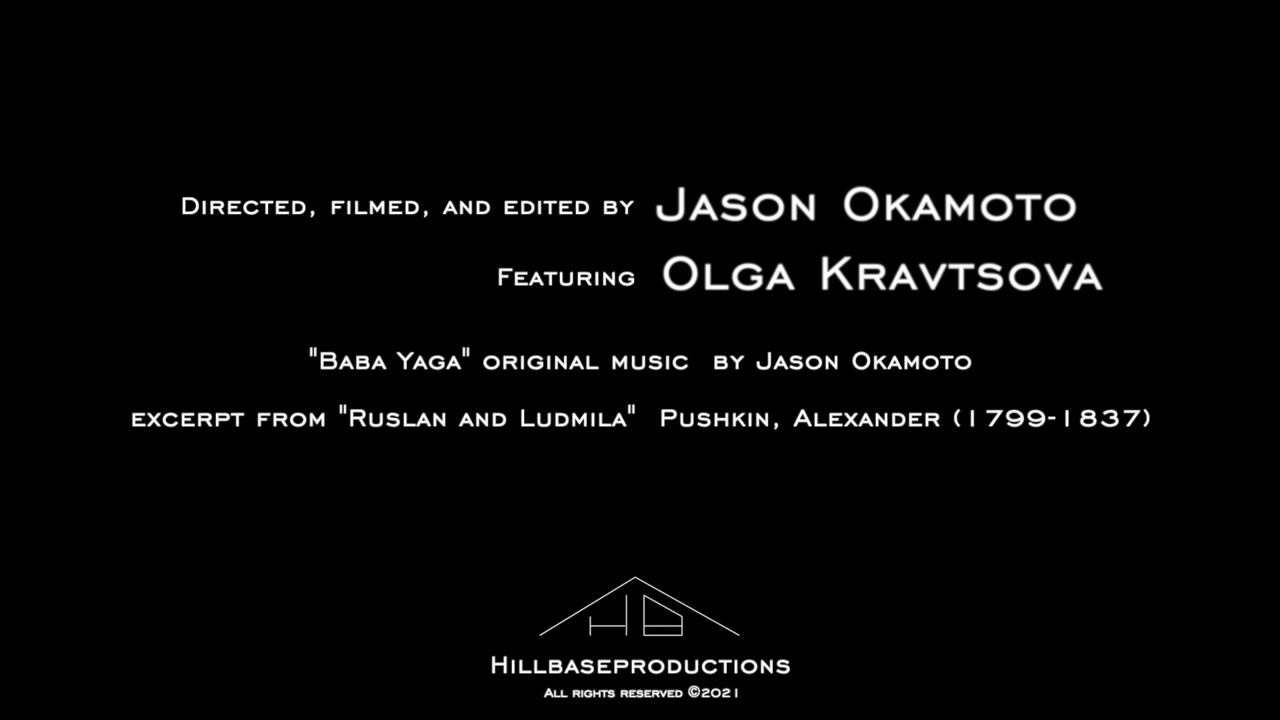 Directed, filmed, and edited by Jason Okamoto
Featuring Olga Kravtsova
"Baba Yaga" original music by Jason Okamoto
excerpt from "Ruslan and Ludmila" Pushkin, Alexander (1799-1837)
HB
Hillbaseproductions
All rights reserved ©2021